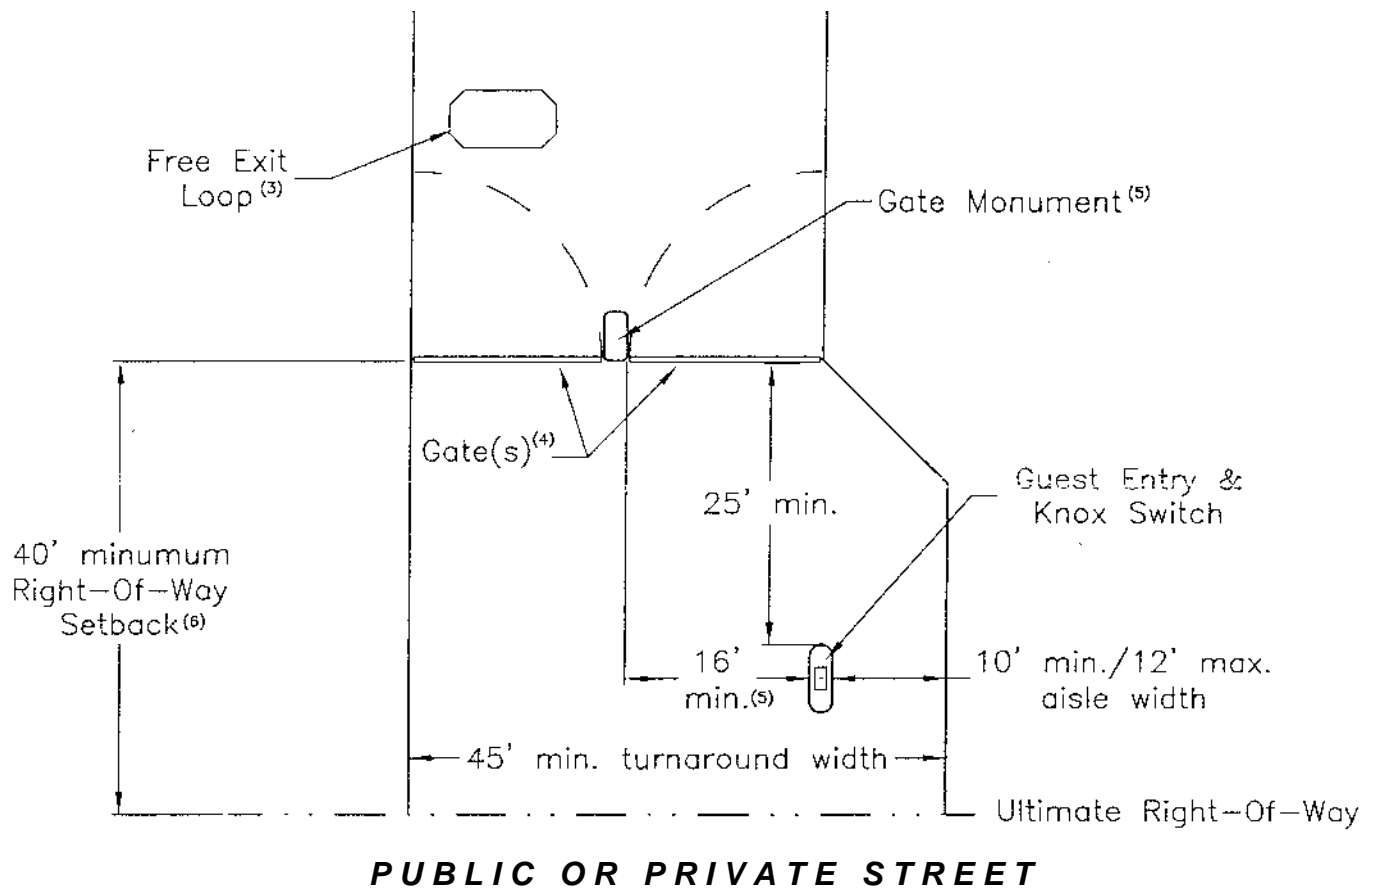 Free Exit
Loop(3)
Gate Monument(5)
Gate(s)(4)
25' min.
Guest Entry &
Knox Switch
40' minumum
Right-Of-Way
Setback(6)
16'
min.(5)
10' min./12' max.
aisle width
45' min. turnaround width
Ultimate Right-Of-Way
PUBLIC OR PRIVATE STREET